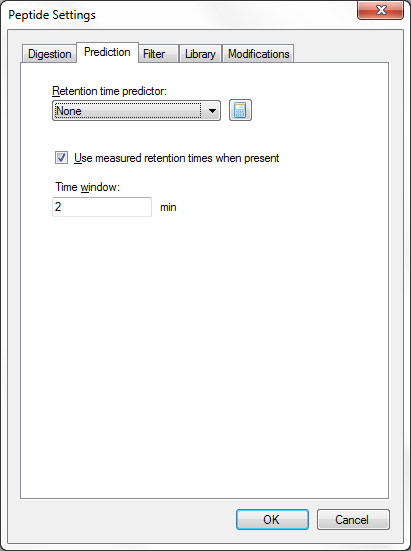 Peptide Settings
Digestion Prediction Filter Library Modifications
Retention time predictor:
None
Use measured retention times when present
Time window:
2 min
OK Cancel